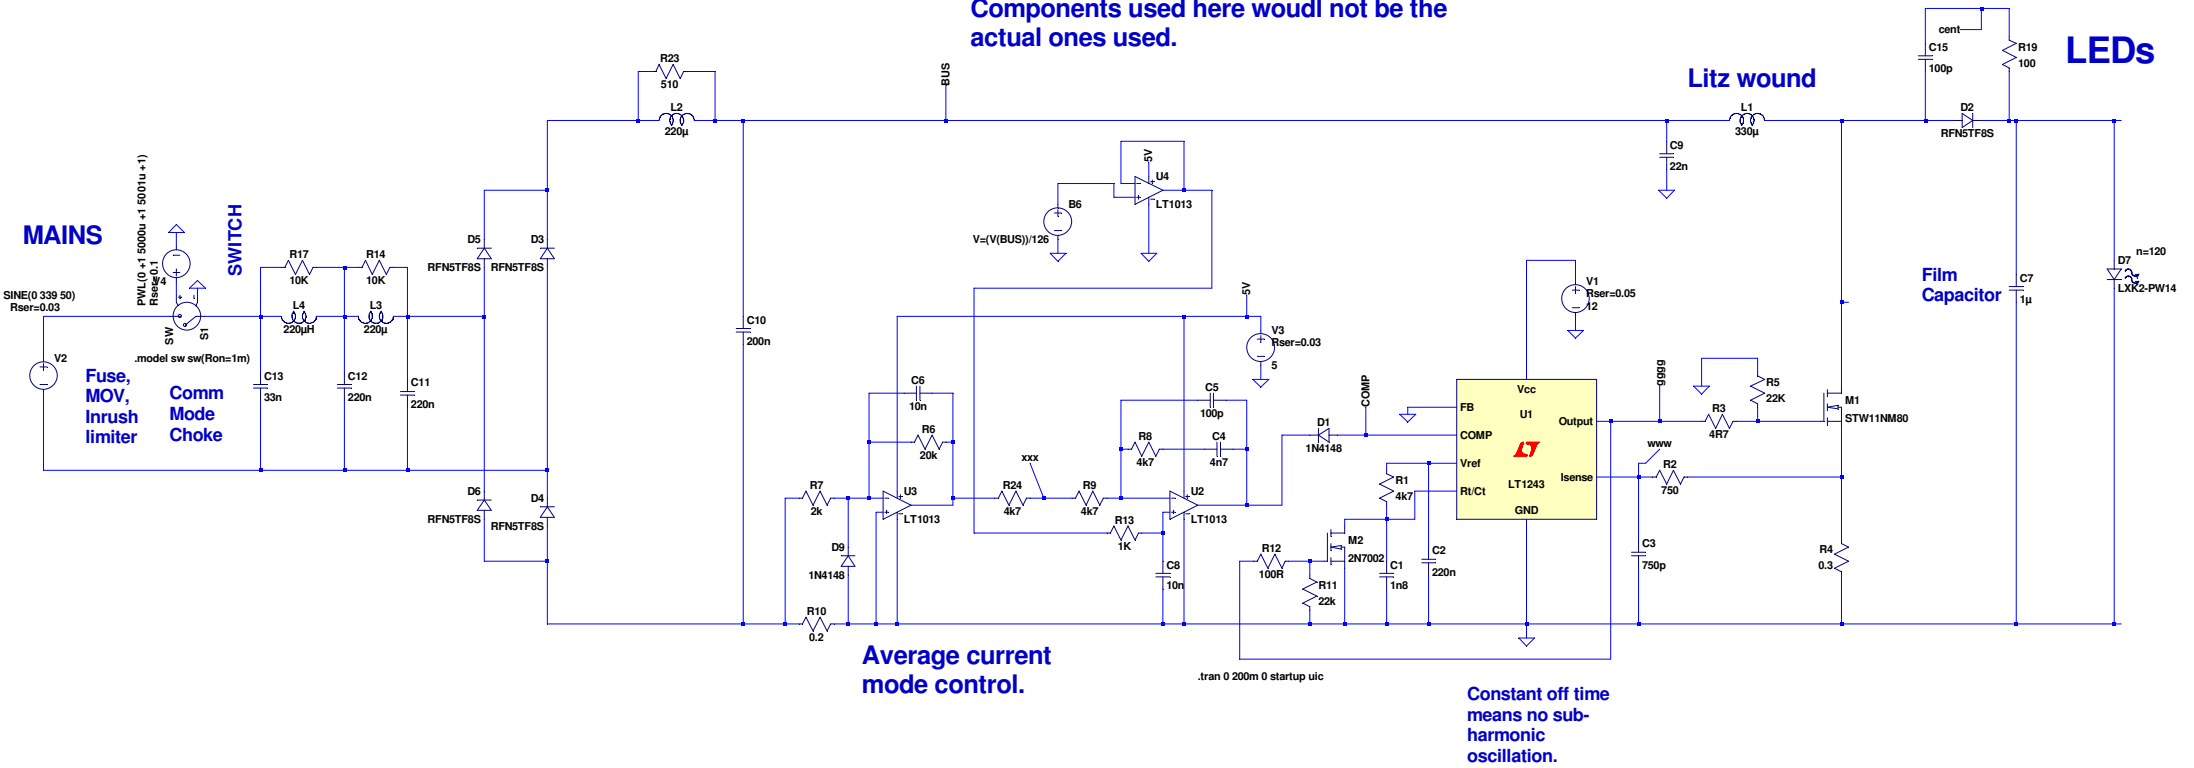 Components used here woudl not be the
actual ones used.
LEDs
Litz wound
MAINS
SWITCH
SINE(0 339 50)
Rser=0.03
V2
PWL(0 +1 5000u +1 5001u +1)
Rser=0.1
V4
SW
S1
.model sw sw(Ron=1m)
Fuse,
MOV,
Inrush
limiter
Comm
Mode
Choke
R17
10K
R14
10K
L4
220µH
L3
220µ
C13
33n
C12
220n
C11
220n
D5
RFN5TF8S
D3
RFN5TF8S
D6
RFN5TF8S
D4
RFN5TF8S
R23
510
L2
220µ
BUS
C10
200n
B6
V=(V(BUS))/126
5V
U4
LT1013
C6
10n
R6
20k
R7
2k
U3
LT1013
D9
1N4148
R10
0.2
Average current
mode control.
xxx
R24
4k7
R9
4k7
R8
4k7
C5
100p
C4
4n7
U2
LT1013
R13
1K
C8
10n
5V
V3
Rser=0.03
5
D1
1N4148
COMP
R12
100R
R11
22k
M2
2N7002
R1
4k7
C1
1n8
C2
220n
.tran 0 200m 0 startup uic
V1
Rser=0.05
12
Vcc
U1
FB
COMP
Vref
Rt/Ct
LT
LT1243
GND
Output
Isense
gggg
www
R3
4R7
R5
22K
R2
750
C3
750p
R4
0.3
M1
STW11NM80
Constant off time
means no sub-
harmonic
oscillation.
C9
22n
L1
330µ
cent
C15
100p
R19
100
D2
RFN5TF8S
Film
Capacitor
C7
1µ
n=120
D7
LXK2-PW14